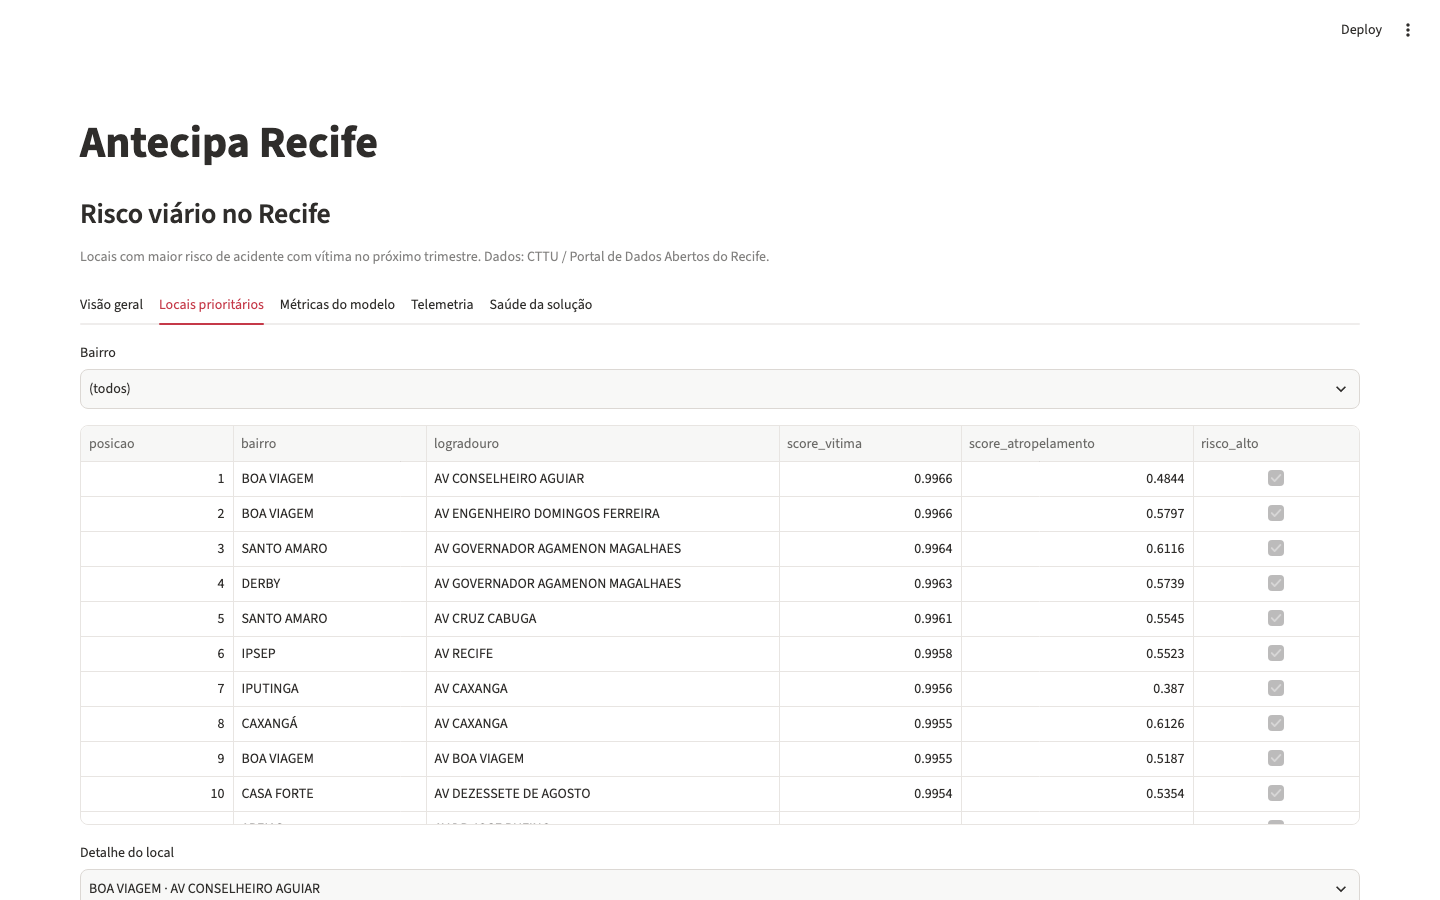 Deploy
Antecipa Recife
Risco viário no Recife
Locais com maior risco de acidente com vítima no próximo trimestre. Dados: CTTU / Portal de Dados Abertos do Recife.
Visão geral Locais prioritários Métricas do modelo Telemetria Saúde da solução
Bairro
(todos)
posicao bairro logradouro score_vitima score_atropelamento risco_alto
1 BOA VIAGEM AV CONSELHEIRO AGUIAR 0.9966 0.4844
2 BOA VIAGEM AV ENGENHEIRO DOMINGOS FERREIRA 0.9966 0.5797
3 SANTO AMARO AV GOVERNADOR AGAMENON MAGALHAES 0.9964 0.6116
4 DERBY AV GOVERNADOR AGAMENON MAGALHAES 0.9963 0.5739
5 SANTO AMARO AV CRUZ CABUGA 0.9961 0.5545
6 IPSEP AV RECIFE 0.9958 0.5523
7 IPUTINGA AV CAXANGA 0.9956 0.387
8 CAXANGÁ AV CAXANGA 0.9955 0.6126
9 BOA VIAGEM AV BOA VIAGEM 0.9955 0.5187
10 CASA FORTE AV DEZESSETE DE AGOSTO 0.9954 0.5354
Detalhe do local
BOA VIAGEM · AV CONSELHEIRO AGUIAR